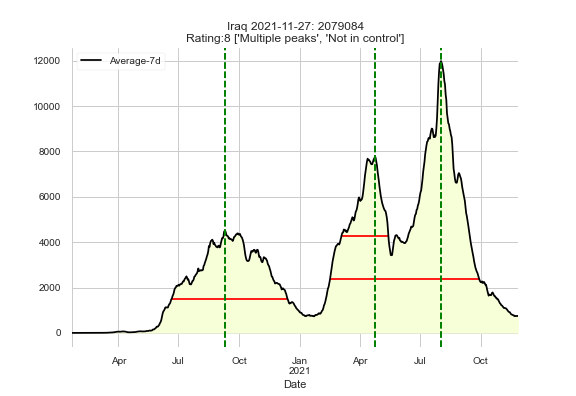 Iraq 2021-11-27: 2079084
Rating:8 ['Multiple peaks', 'Not in control']
Average-7d
12000
10000
8000
6000
4000
2000
0
Apr Jul Oct Jan Apr Jul Oct
2021
Date